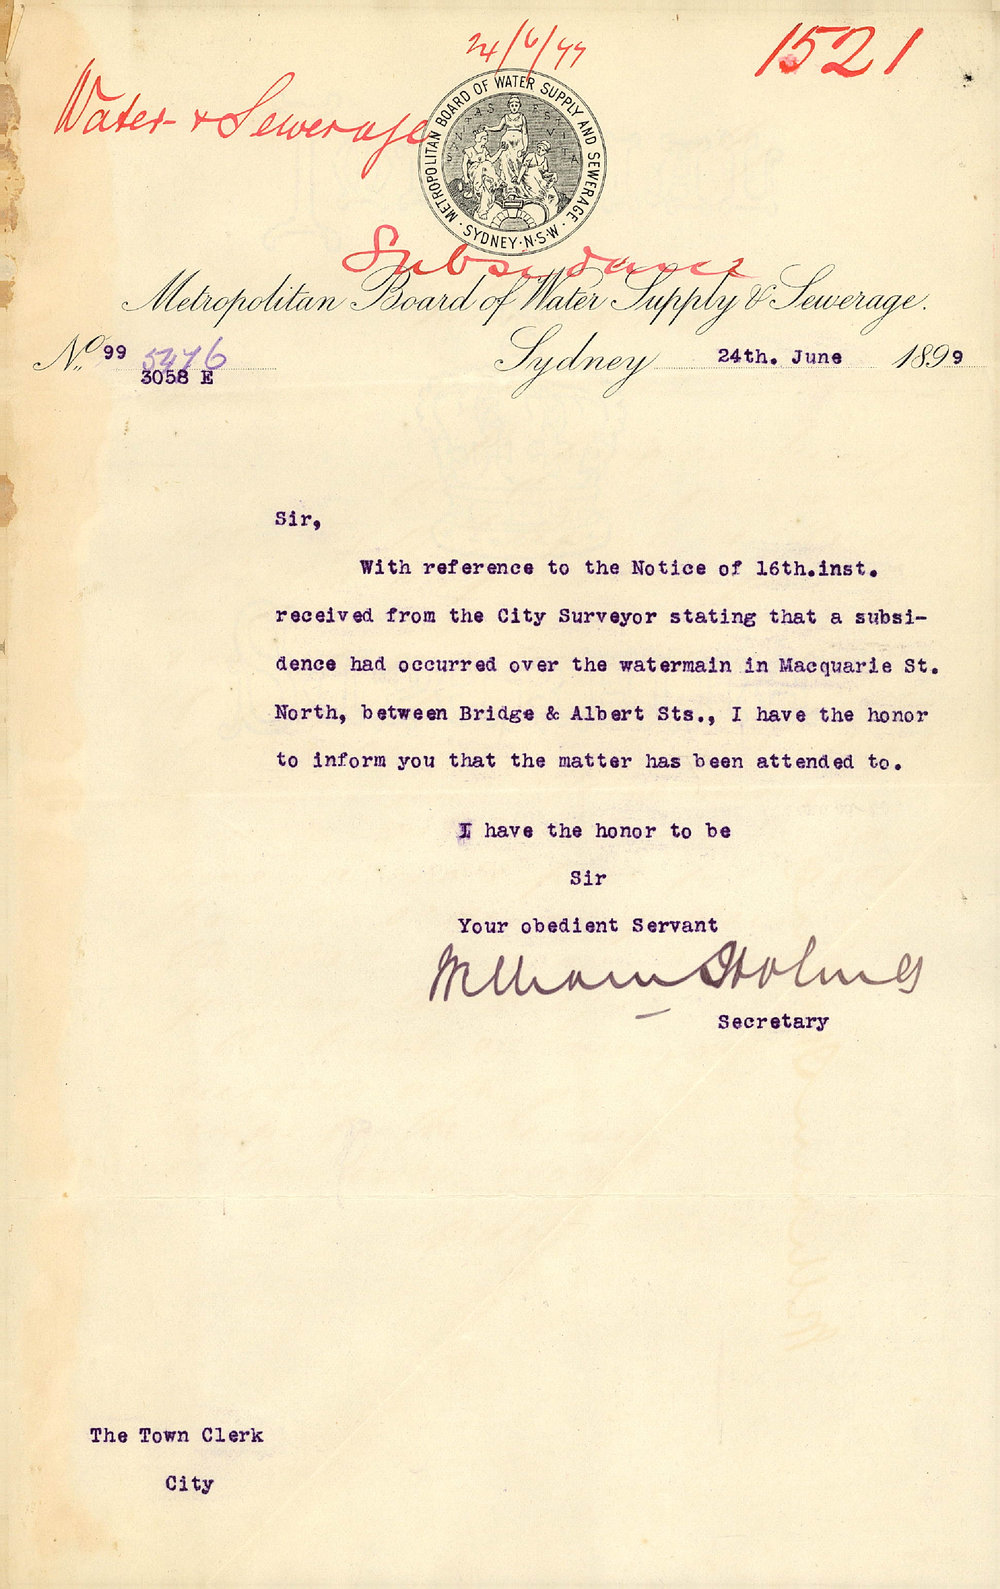 24/6/99
1521
Water & Sewerage
METROPOLITAN BOARD OF WATER SUPPLY AND SEWERAGE.
SYDNEY·N·S·W·
Subsidence
Metropolitan Board of Water Supply & Sewerage.
No. 99 5476
3058 E
Sydney 24th. June 1899
Sir,
With reference to the Notice of 16th.inst.
received from the City Surveyor stating that a subsi-
dence had occurred over the watermain in Macquarie St.
North, between Bridge & Albert Sts., I have the honor
to inform you that the matter has been attended to.
I have the honor to be
Sir
Your obedient Servant
William Holmes
Secretary
The Town Clerk
City